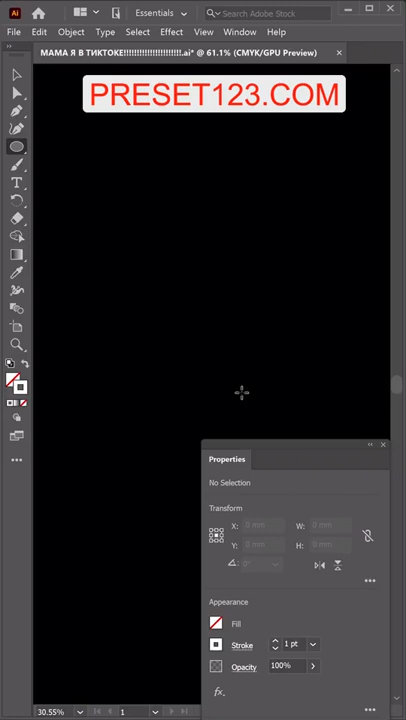 Ai
Essentials
Search Adobe Stock
File Edit Object Type Select Effect View Window Help
МАМА Я В ТИКТОКЕ!!!!!!!!!!!!!!!!!!!!!!!.ai* @ 61.1% (CMYK/GPU Preview)
PRESET123.COM
Properties
No Selection
Transform
X: 0 mm W: 0 mm
Y: 0 mm H: 0 mm
0°
Appearance
Fill
Stroke 1 pt
Opacity 100%
fx.
30.55% 1